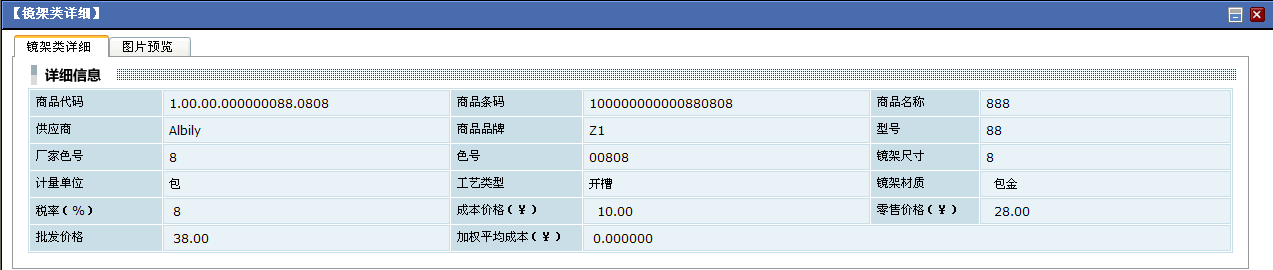 【镜架类详细】
镜架类详细 图片预览
详细信息
商品代码 1.00.00.000000088.0808 商品条码 100000000000880808 商品名称 888
供应商 Albily 商品品牌 Z1 型号 88
厂家色号 8 色号 00808 镜架尺寸 8
计量单位 包 工艺类型 开槽 镜架材质 包金
税率(%) 8 成本价格(¥) 10.00 零售价格(¥) 28.00
批发价格 38.00 加权平均成本(¥) 0.000000